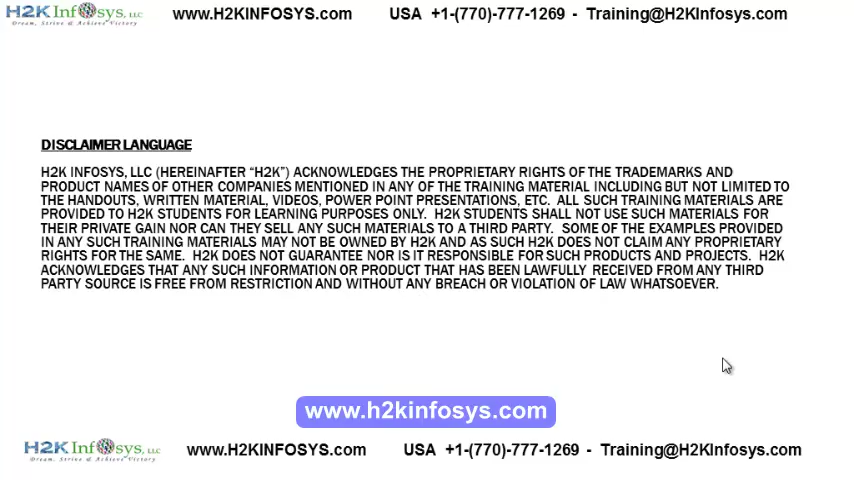 H2K INFOSYS, LLC www.H2KINFOSYS.com USA +1-(770)-777-1269 - Training@H2KInfosys.com
Dream, Strive & Achieve Victory
DISCLAIMER LANGUAGE
H2K INFOSYS, LLC (HEREINAFTER “H2K”) ACKNOWLEDGES THE PROPRIETARY RIGHTS OF THE TRADEMARKS AND
PRODUCT NAMES OF OTHER COMPANIES MENTIONED IN ANY OF THE TRAINING MATERIAL INCLUDING BUT NOT LIMITED TO
THE HANDOUTS, WRITTEN MATERIAL, VIDEOS, POWER POINT PRESENTATIONS, ETC. ALL SUCH TRAINING MATERIALS ARE
PROVIDED TO H2K STUDENTS FOR LEARNING PURPOSES ONLY. H2K STUDENTS SHALL NOT USE SUCH MATERIALS FOR
THEIR PRIVATE GAIN NOR CAN THEY SELL ANY SUCH MATERIALS TO A THIRD PARTY. SOME OF THE EXAMPLES PROVIDED
IN ANY SUCH TRAINING MATERIALS MAY NOT BE OWNED BY H2K AND AS SUCH H2K DOES NOT CLAIM ANY PROPRIETARY
RIGHTS FOR THE SAME. H2K DOES NOT GUARANTEE NOR IS IT RESPONSIBLE FOR SUCH PRODUCTS AND PROJECTS. H2K
ACKNOWLEDGES THAT ANY SUCH INFORMATION OR PRODUCT THAT HAS BEEN LAWFULLY RECEIVED FROM ANY THIRD
PARTY SOURCE IS FREE FROM RESTRICTION AND WITHOUT ANY BREACH OR VIOLATION OF LAW WHATSOEVER.
www.h2kinfosys.com
H2K INFOSYS, LLC www.H2KINFOSYS.com USA +1-(770)-777-1269 - Training@H2KInfosys.com
Dream, Strive & Achieve Victory